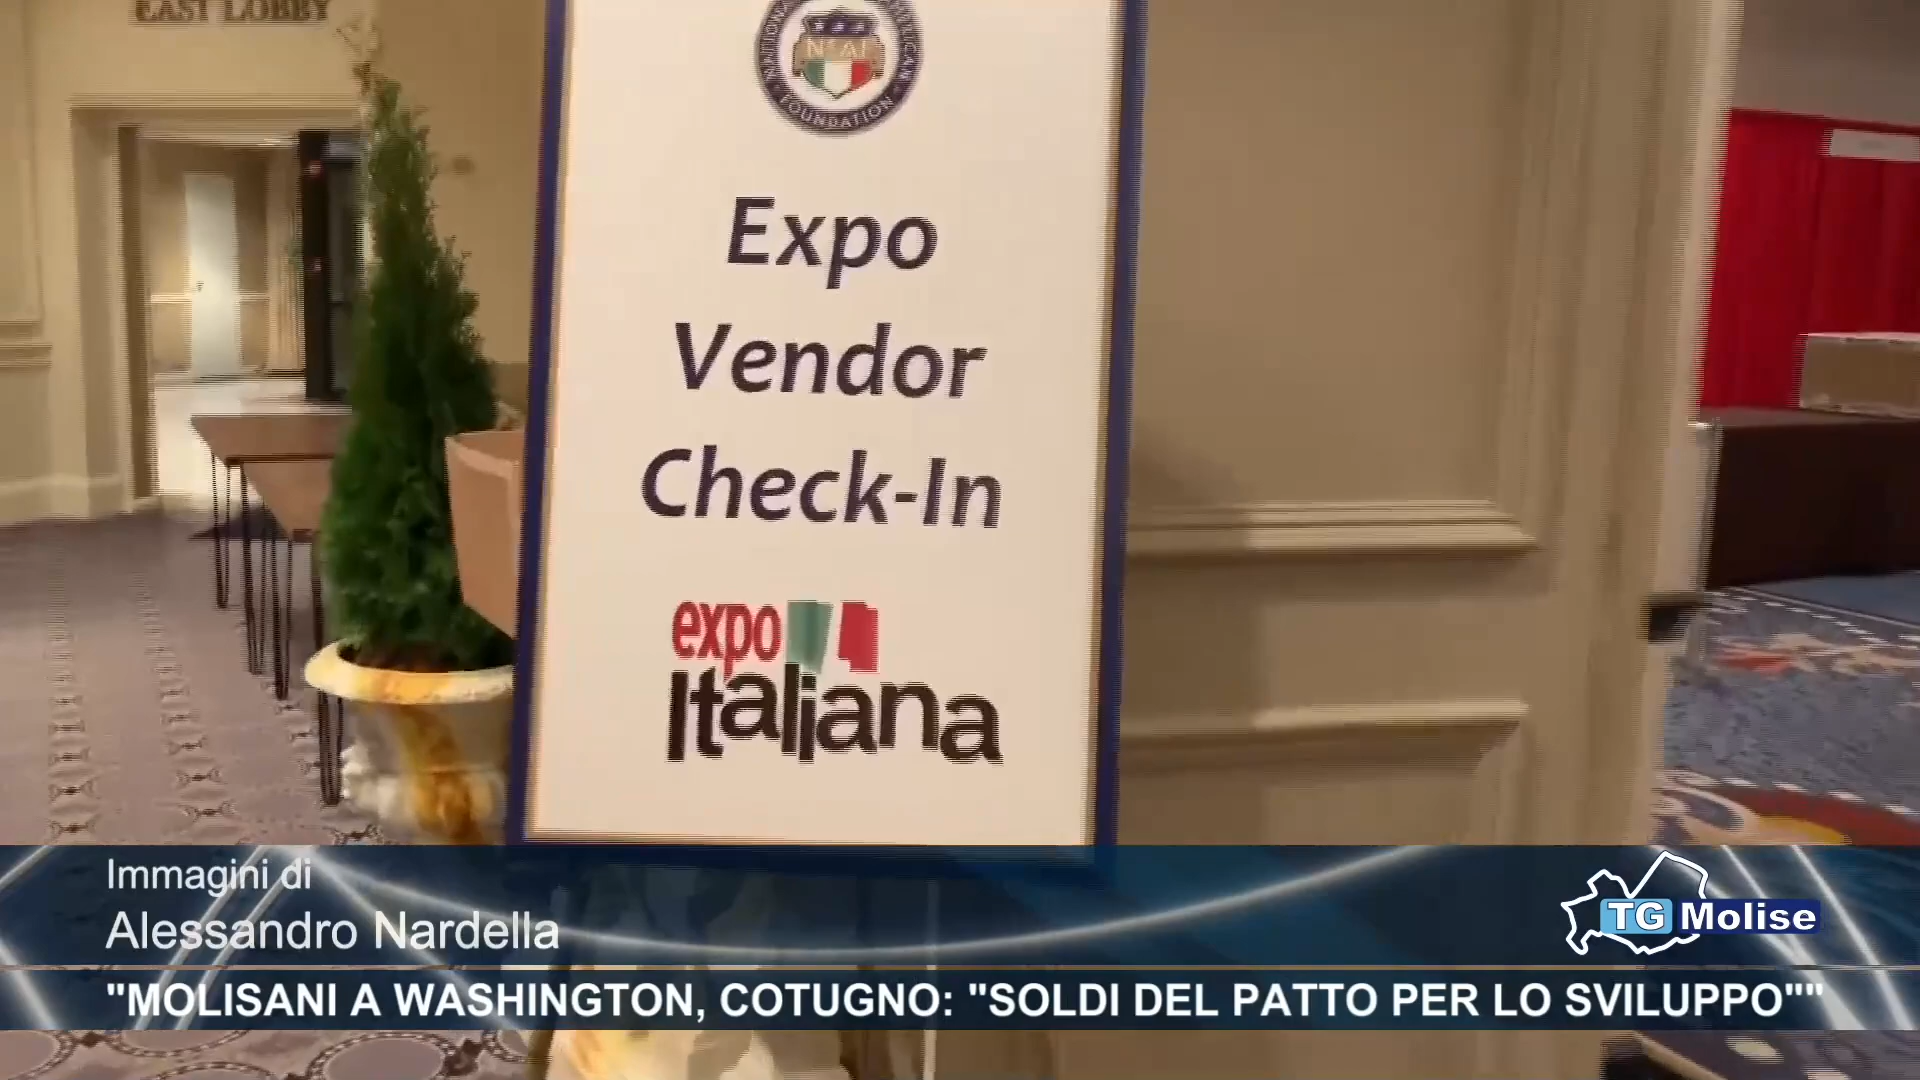 EAST LOBBY
NIAF
FOUNDATION
Expo
Vendor
Check-In
expo
Italiana
Immagini di
Alessandro Nardella
TG Molise
"MOLISANI A WASHINGTON, COTUGNO: "SOLDI DEL PATTO PER LO SVILUPPO""